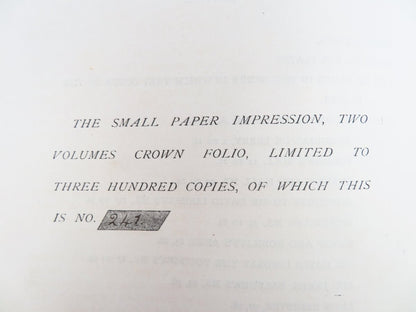 THE SMALL PAPER IMPRESSION, TWO
VOLUMES CROWN FOLIO, LIMITED TO
THREE HUNDRED COPIES, OF WHICH THIS
IS NO. 241.